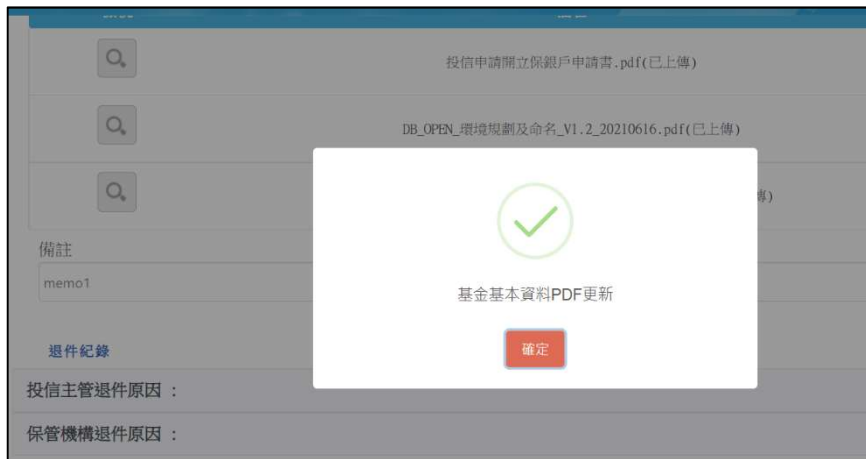 投信申請開立保銀戶申請書.pdf(已上傳)
DB_OPEN_環境規劃及命名_V1.2_20210616.pdf(已上傳)
傳)
備註
memo1
基金基本資料PDF更新
確定
退件紀錄
投信主管退件原因 :
保管機構退件原因 :